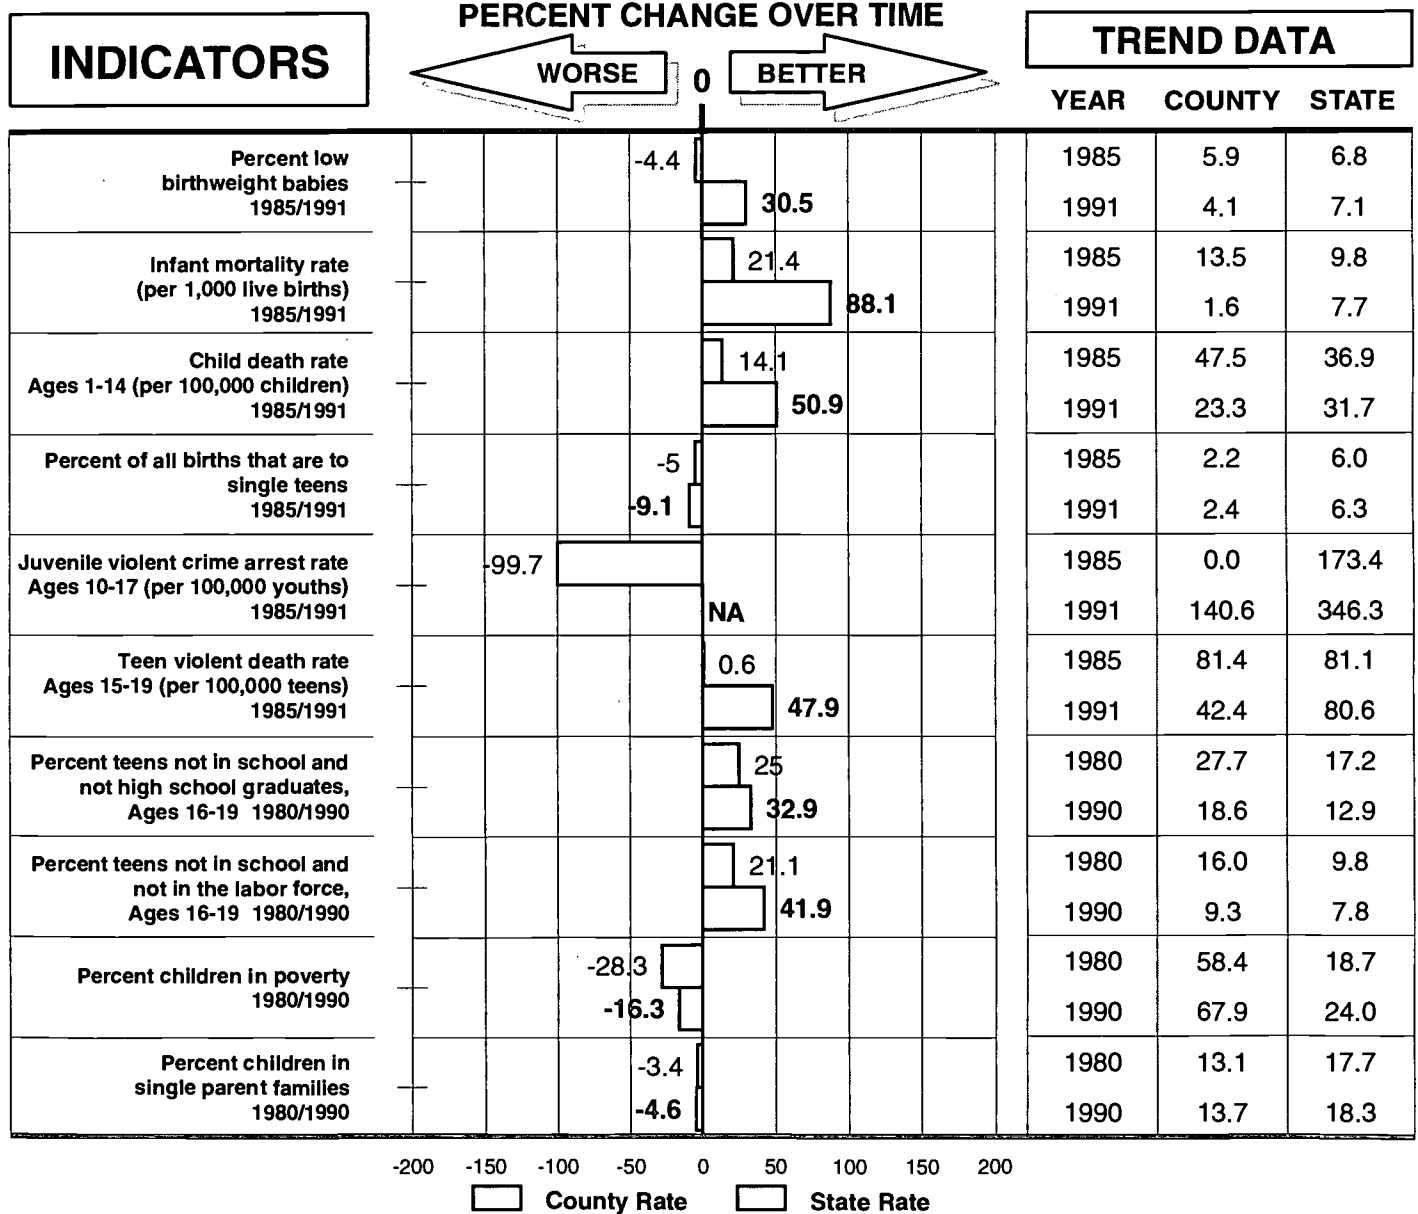 PERCENT CHANGE OVER TIME
INDICATORS
WORSE
0
BETTER
TREND DATA
YEAR COUNTY STATE
Percent low
birthweight babies
1985/1991
-4.4
30.5
1985 5.9 6.8
1991 4.1 7.1
Infant mortality rate
(per 1,000 live births)
1985/1991
21.4
88.1
1985 13.5 9.8
1991 1.6 7.7
Child death rate
Ages 1-14 (per 100,000 children)
1985/1991
14.1
50.9
1985 47.5 36.9
1991 23.3 31.7
Percent of all births that are to
single teens
1985/1991
-5
-9.1
1985 2.2 6.0
1991 2.4 6.3
Juvenile violent crime arrest rate
Ages 10-17 (per 100,000 youths)
1985/1991
-99.7
NA
1985 0.0 173.4
1991 140.6 346.3
Teen violent death rate
Ages 15-19 (per 100,000 teens)
1985/1991
0.6
47.9
1985 81.4 81.1
1991 42.4 80.6
Percent teens not in school and
not high school graduates,
Ages 16-19 1980/1990
25
32.9
1980 27.7 17.2
1990 18.6 12.9
Percent teens not in school and
not in the labor force,
Ages 16-19 1980/1990
21.1
41.9
1980 16.0 9.8
1990 9.3 7.8
Percent children in poverty
1980/1990
-28.3
-16.3
1980 58.4 18.7
1990 67.9 24.0
Percent children in
single parent families
1980/1990
-3.4
-4.6
1980 13.1 17.7
1990 13.7 18.3
-200 -150 -100 -50 0 50 100 150 200
County Rate State Rate